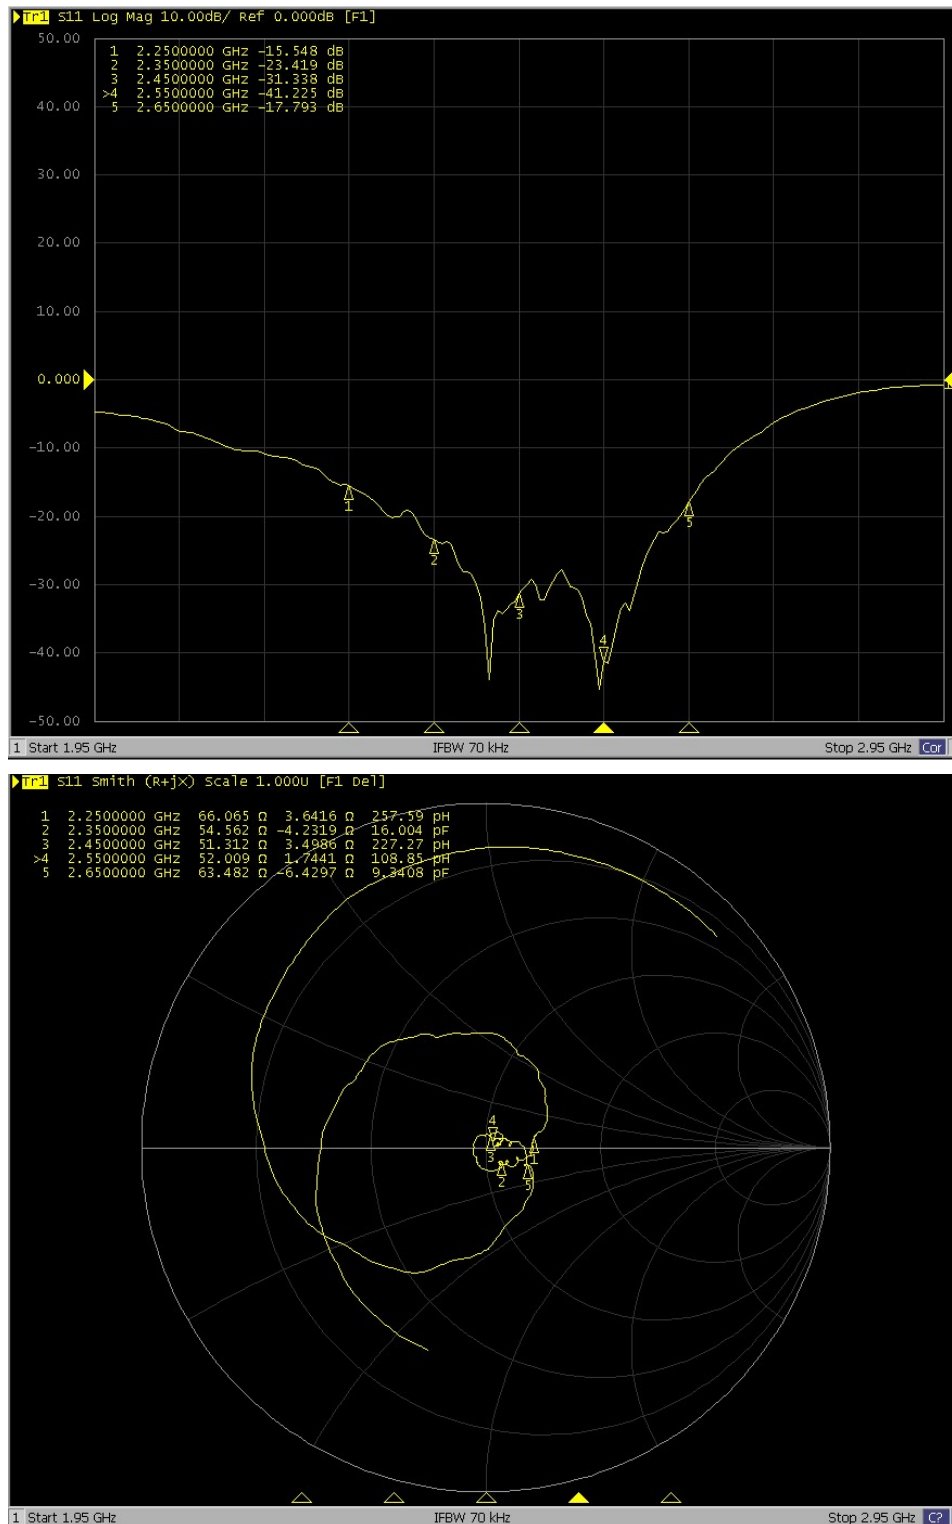 Tr1 S11 Log Mag 10.00dB/ Ref 0.000dB [F1]
50.00
1 2.2500000 GHz -15.548 dB
2 2.3500000 GHz -23.419 dB
3 2.4500000 GHz -31.338 dB
>4 2.5500000 GHz -41.225 dB
5 2.6500000 GHz -17.793 dB
40.00
30.00
20.00
10.00
0.000
-10.00
1
5
-20.00
2
-30.00
3
4
-40.00
-50.00
1 Start 1.95 GHz IFBW 70 kHz Stop 2.95 GHz Cor
Tr1 S11 Smith (R+jX) Scale 1.000U [F1 Del]
1 2.2500000 GHz 66.065 Ω 3.6416 Ω 257.59 pH
2 2.3500000 GHz 54.562 Ω -4.2319 Ω 16.004 pF
3 2.4500000 GHz 51.312 Ω 3.4986 Ω 227.27 pH
>4 2.5500000 GHz 52.009 Ω 1.7441 Ω 108.85 pH
5 2.6500000 GHz 63.482 Ω -6.4297 Ω 9.3408 pF
4
3 1
2 5
1 Start 1.95 GHz IFBW 70 kHz Stop 2.95 GHz C?